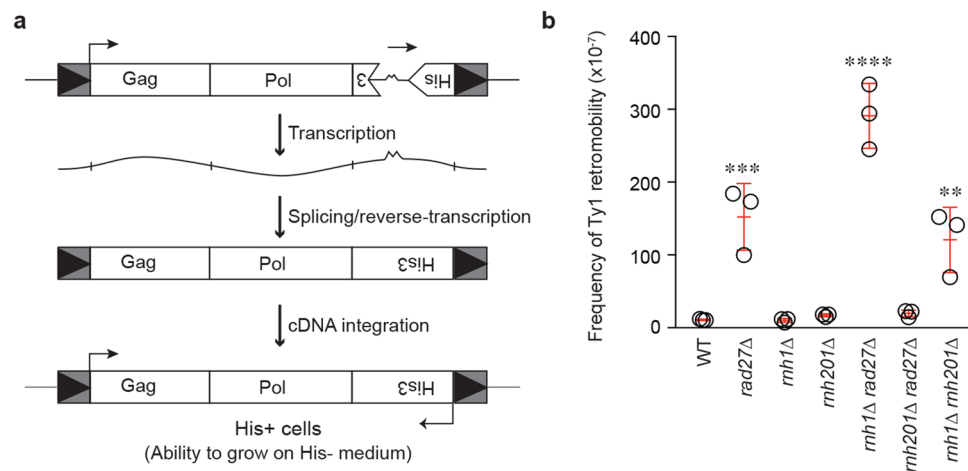 a
Gag
Pol
3
His
Transcription
Splicing/reverse-transcription
Gag
Pol
His3
cDNA integration
Gag
Pol
His3
His+ cells
(Ability to grow on His- medium)
b
Frequency of Ty1 retromobility (x10-7)
400
300
200
100
0
***
****
**
WT
rad27Δ
rnh1Δ
rnh201Δ
rnh1Δ rad27Δ
rnh201Δ rad27Δ
rnh1Δ rnh201Δ